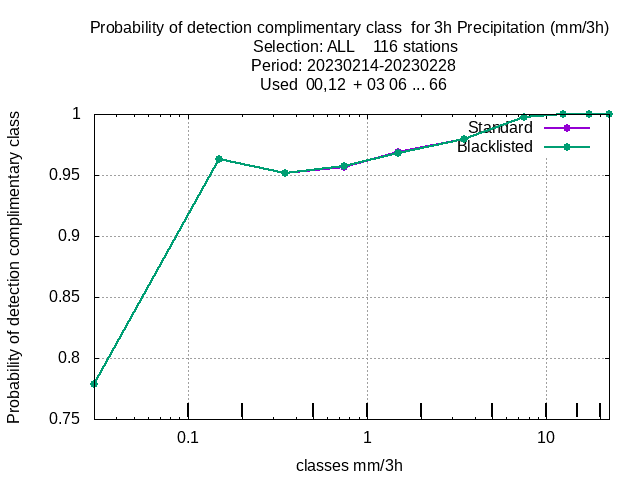 Probability of detection complimentary class  for 3h Precipitation (mm/3h)
Selection: ALL    116 stations
Period: 20230214-20230228
Used  00,12  + 03 06 ... 66
Probability of detection complimentary class
1
0.95
0.9
0.85
0.8
0.75
Standard
Blacklisted
0.1
1
10
classes mm/3h